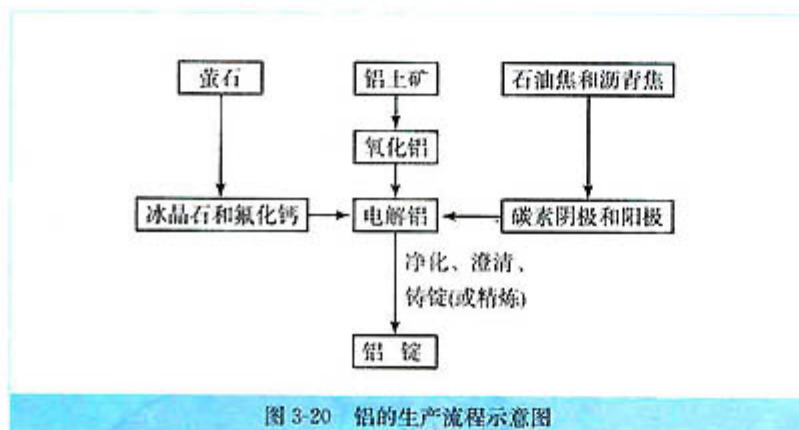 萤石
铝土矿
石油焦和沥青焦
氧化铝
冰晶石和氟化钙
电解铝
碳素阴极和阳极
净化、澄清、
铸锭(或精炼)
铝 锭
图 3-20 铝的生产流程示意图